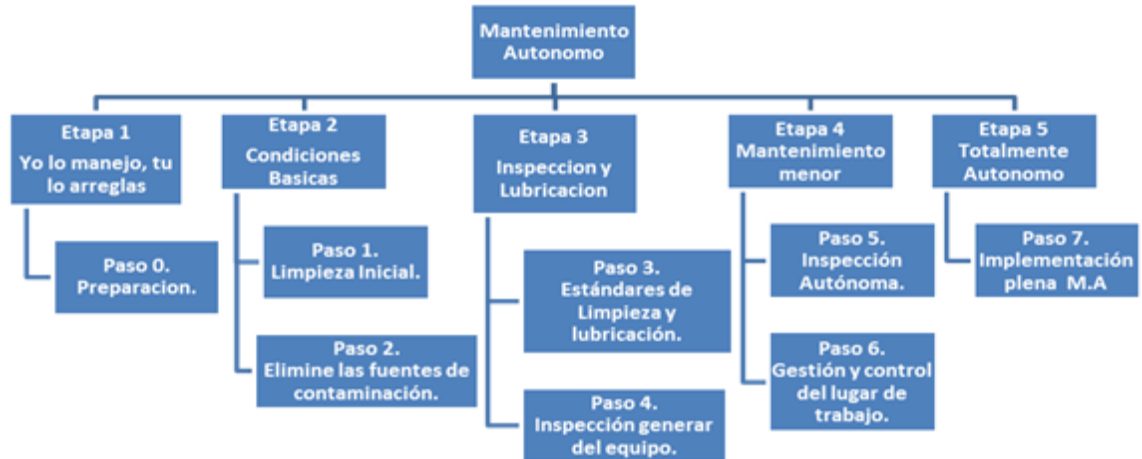 Mantenimiento
Autonomo
Etapa 1
Yo lo manejo, tu
lo arreglas
Paso 0.
Preparacion.
Etapa 2
Condiciones
Basicas
Paso 1.
Limpieza Inicial.
Paso 2.
Elimine las fuentes de
contaminación.
Etapa 3
Inspeccion y
Lubricacion
Paso 3.
Estándares de
Limpieza y
lubricación.
Paso 4.
Inspección generar
del equipo.
Etapa 4
Mantenimiento
menor
Paso 5.
Inspección
Autónoma.
Paso 6.
Gestión y control
del lugar de
trabajo.
Etapa 5
Totalmente
Autonomo
Paso 7.
Implementación
plena M.A